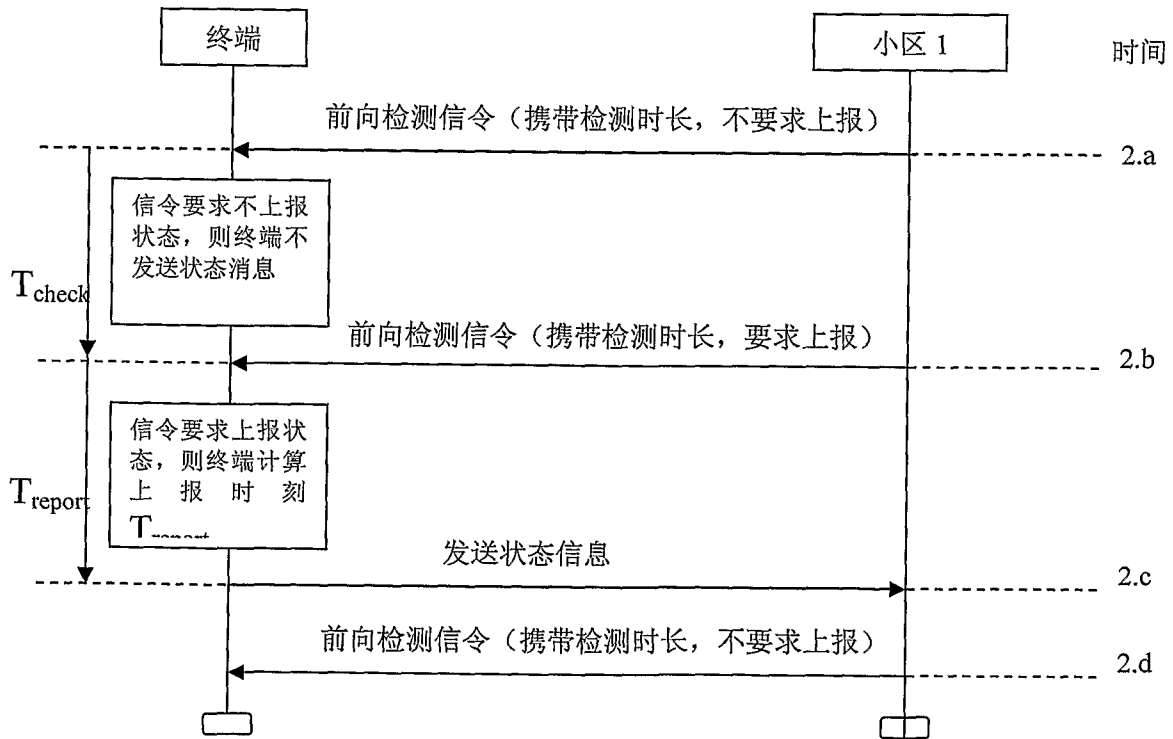 终端
小区 1
时间
前向检测信令（携带检测时长，不要求上报）
2.a
信令要求不上报
状态，则终端不
发送状态消息
Tcheck
前向检测信令（携带检测时长，要求上报）
2.b
信令要求上报状
态，则终端计算
上报时刻
Treport
Treport
发送状态信息
2.c
前向检测信令（携带检测时长，不要求上报）
2.d